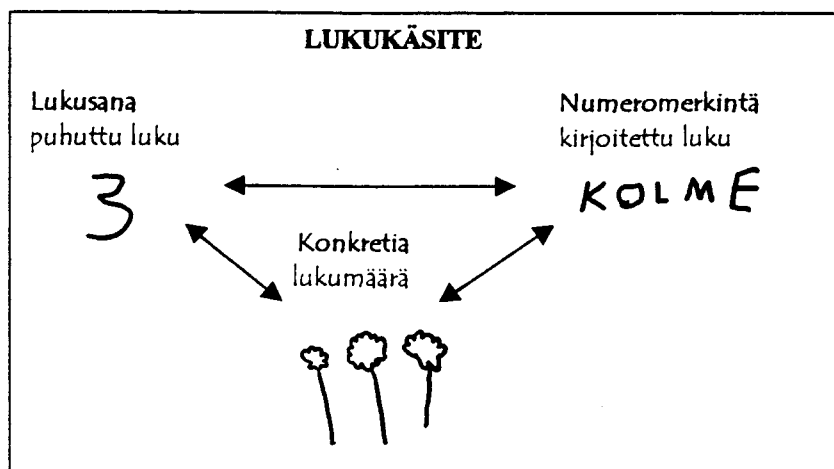 LUKUKÄSITE
Lukusana
puhuttu luku
3
Numeromerkintä
kirjoitettu luku
KOLME
Konkretia
lukumäärä